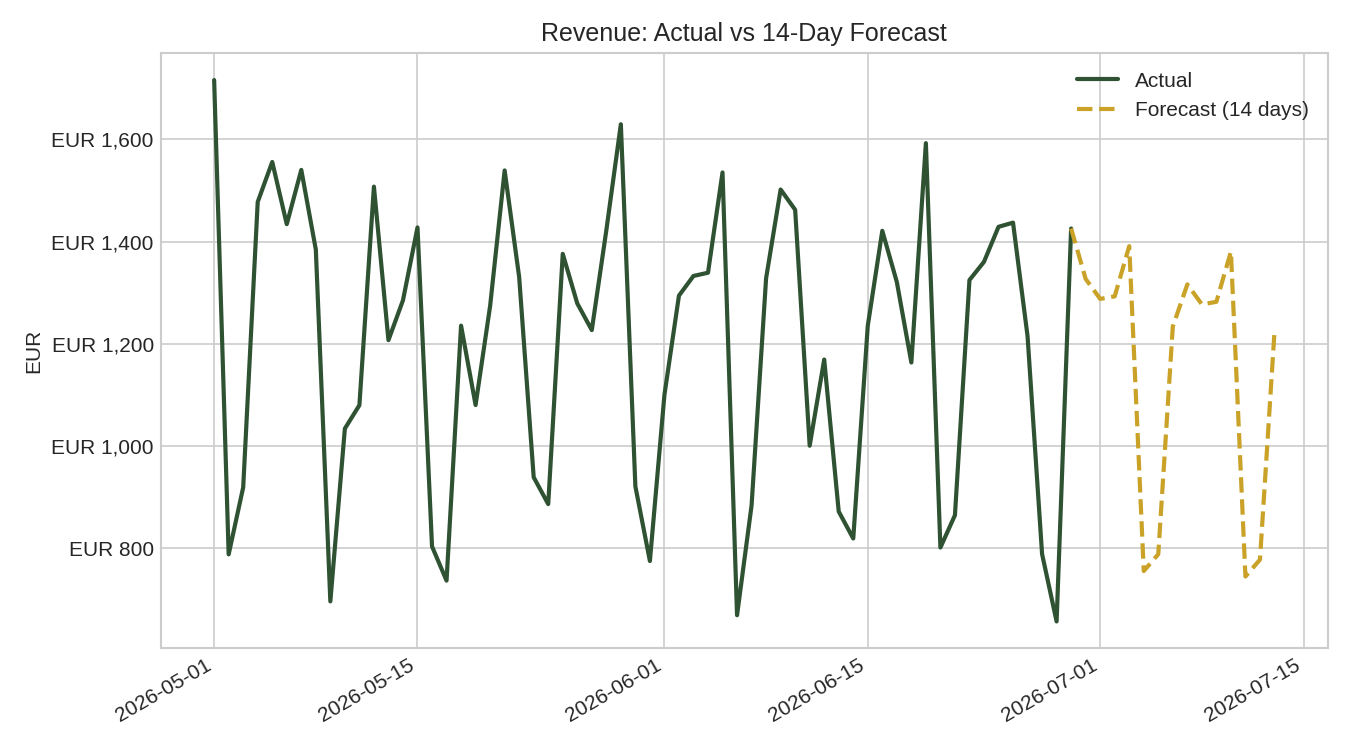 Revenue: Actual vs 14-Day Forecast
Actual
Forecast (14 days)
EUR 1,600
EUR 1,400
EUR 1,200
EUR 1,000
EUR 800
EUR
2026-05-01
2026-05-15
2026-06-01
2026-06-15
2026-07-01
2026-07-15